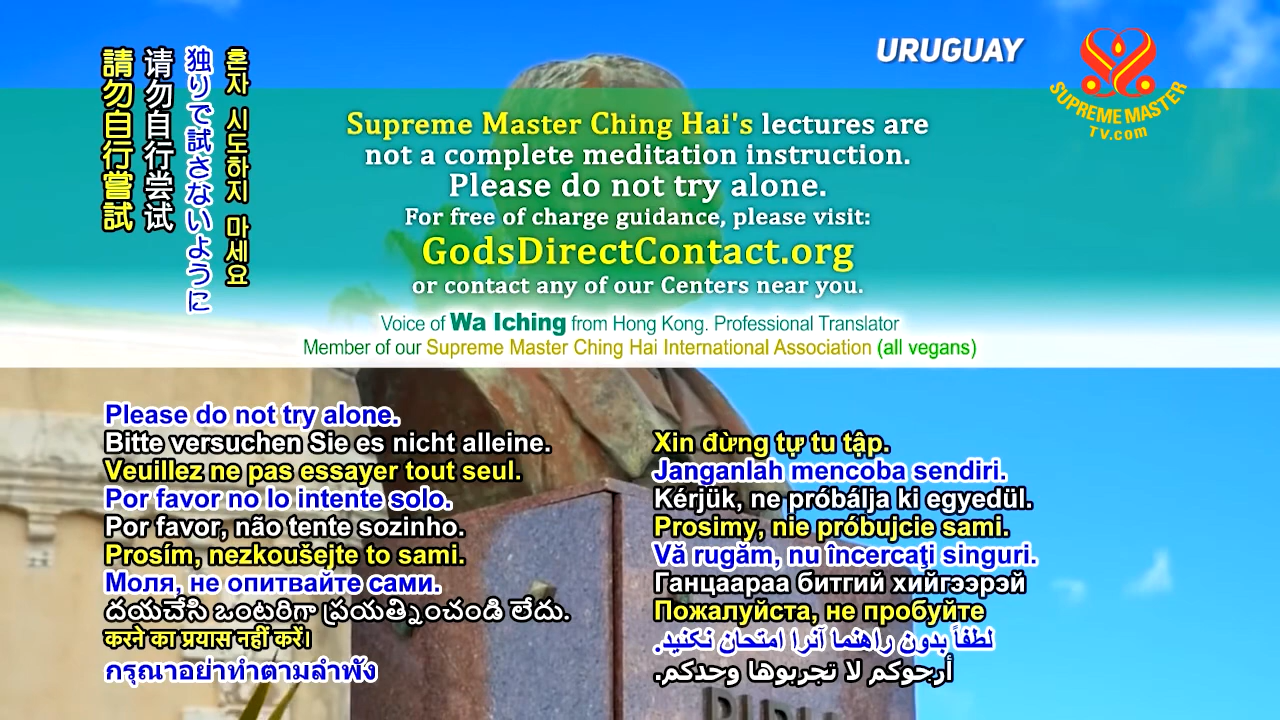 URUGUAY
SUPREME MASTER
TV.com
請勿自行嘗試
请勿自行尝试
独りで試さないように
혼자 시도하지 마세요
Supreme Master Ching Hai's lectures are
not a complete meditation instruction.
Please do not try alone.
For free of charge guidance, please visit:
GodsDirectContact.org
or contact any of our Centers near you.
Voice of Wa Iching from Hong Kong. Professional Translator
Member of our Supreme Master Ching Hai International Association (all vegans)
Please do not try alone.
Bitte versuchen Sie es nicht alleine.
Veuillez ne pas essayer tout seul.
Por favor no lo intente solo.
Por favor, não tente sozinho.
Prosím, nezkoušejte to sami.
Моля, не опитвайте сами.
దయచేసి ఒంటరిగా ప్రయత్నించండి లేదు.
करने का प्रयास नहीं करें।
กรุณาอย่าทำตามลำพัง
Xin đừng tự tu tập.
Janganlah mencoba sendiri.
Kérjük, ne próbálja ki egyedül.
Prosimy, nie próbujcie sami.
Vă rugăm, nu încercaţi singuri.
Ганцаараа битгий хийгээрэй
Пожалуйста, не пробуйте
لطفاً بدون راهنما آنرا امتحان نکنید.
أرجوكم لا تجربوها وحدكم.